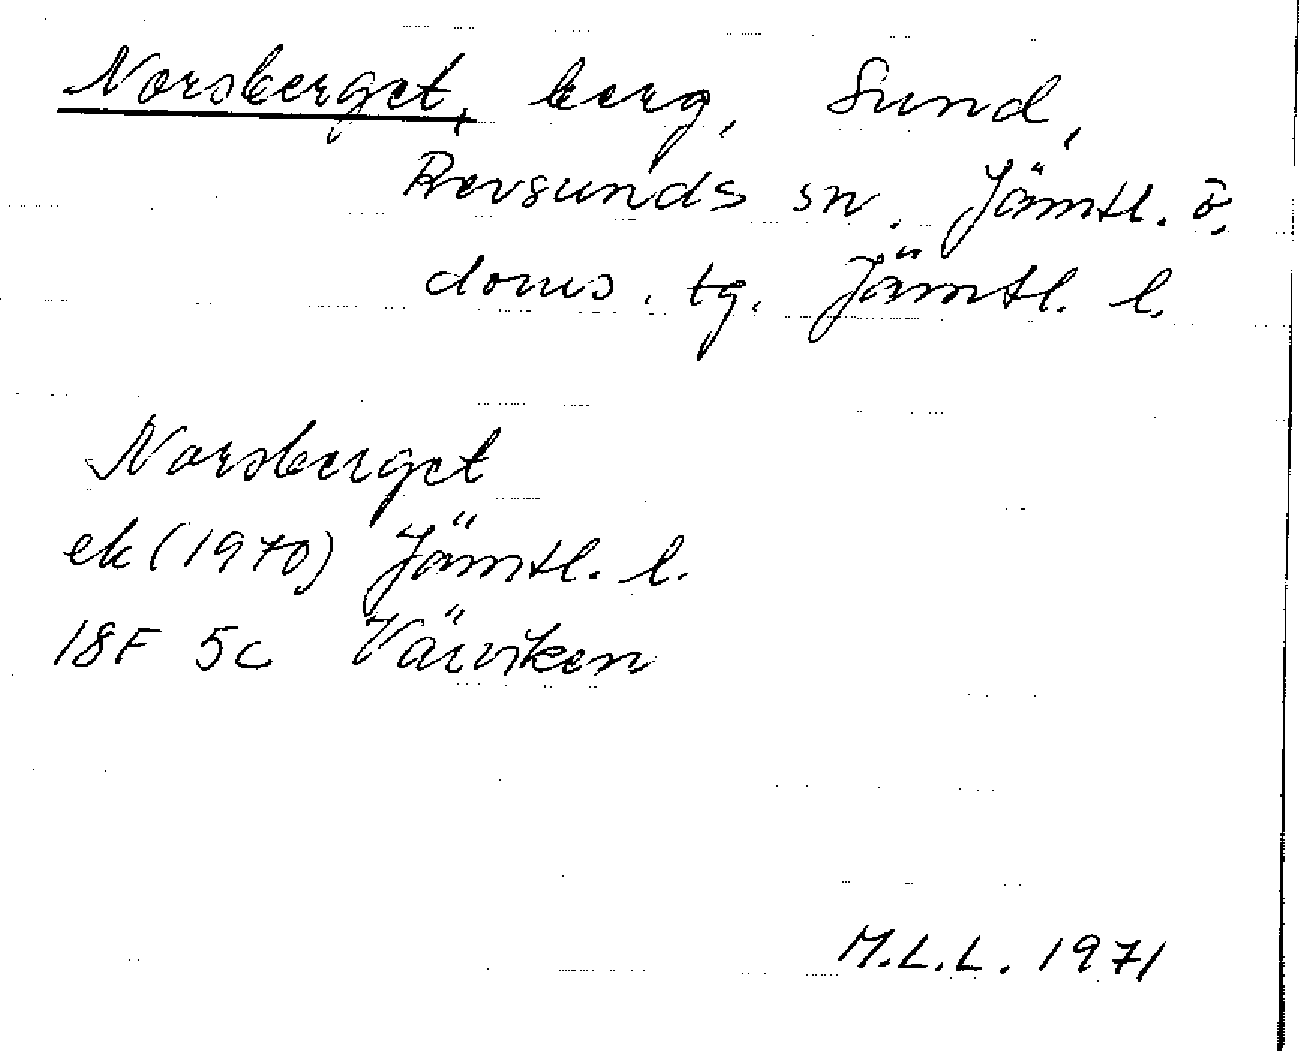 Norsberget, berg, Sund,
Revsunds sn. Jämtl. ö.
doms. tg. Jämtl. l.
Norsberget
ek (1970) Jämtl. l.
18F 5c Värviken
M.L.L. 1971